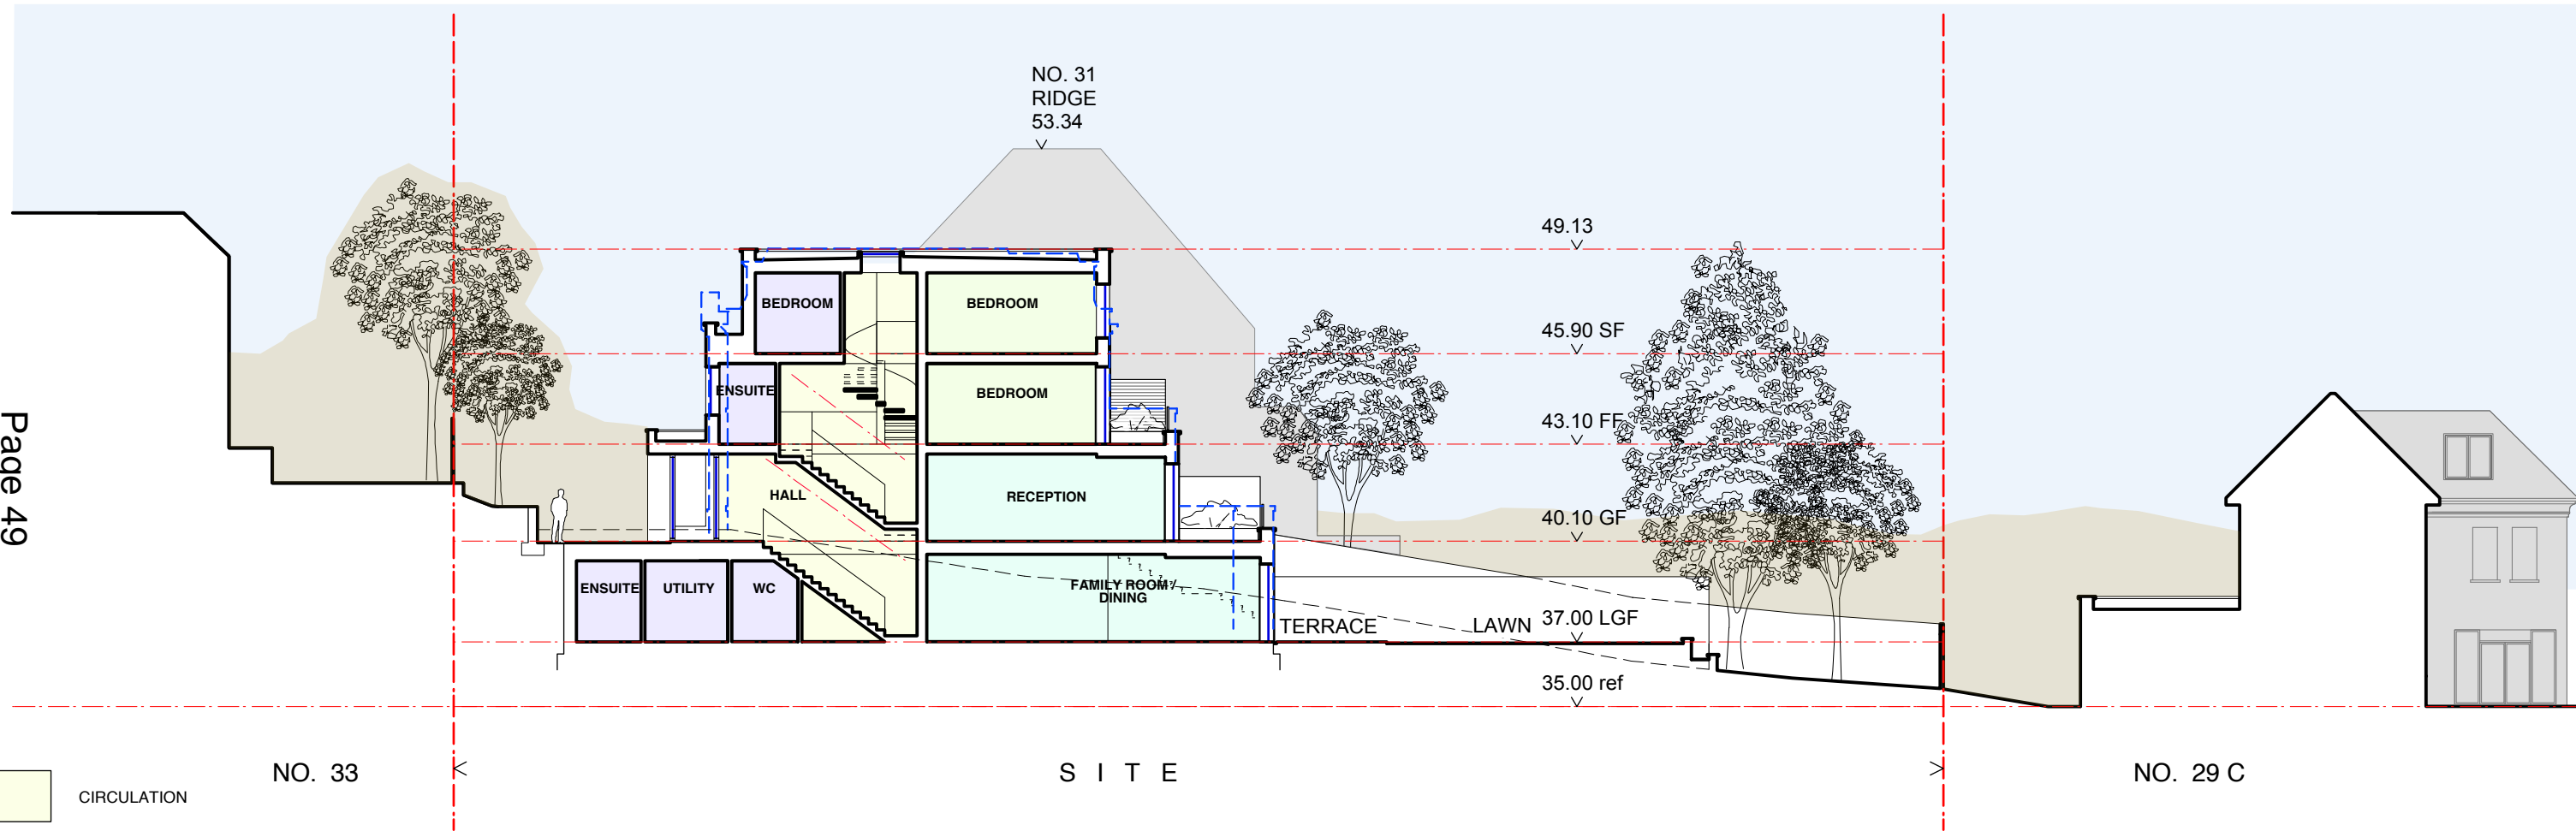 NO. 31
RIDGE
53.34
49.13
BEDROOM
BEDROOM
45.90 SF
ENSUITE
BEDROOM
43.10 FF
HALL
RECEPTION
40.10 GF
ENSUITE
UTILITY
WC
FAMILY ROOM /
DINING
TERRACE
LAWN
37.00 LGF
35.00 ref
Page 49
NO. 33
S I T E
NO. 29 C
CIRCULATION